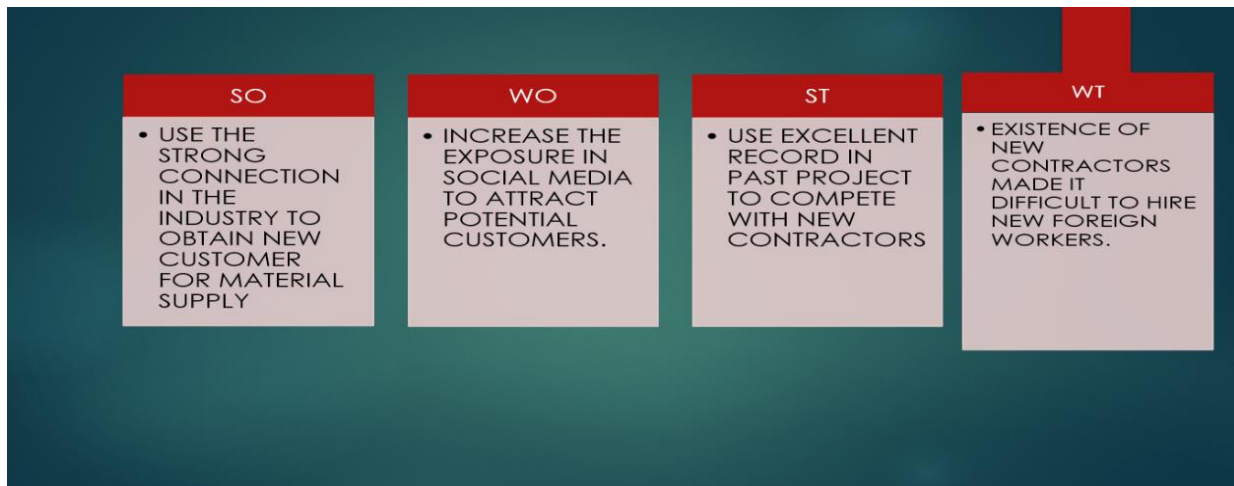 SO
• USE THE
STRONG
CONNECTION
IN THE
INDUSTRY TO
OBTAIN NEW
CUSTOMER
FOR MATERIAL
SUPPLY
WO
• INCREASE THE
EXPOSURE IN
SOCIAL MEDIA
TO ATTRACT
POTENTIAL
CUSTOMERS.
ST
• USE EXCELLENT
RECORD IN
PAST PROJECT
TO COMPETE
WITH NEW
CONTRACTORS
WT
• EXISTENCE OF
NEW
CONTRACTORS
MADE IT
DIFFICULT TO HIRE
NEW FOREIGN
WORKERS.